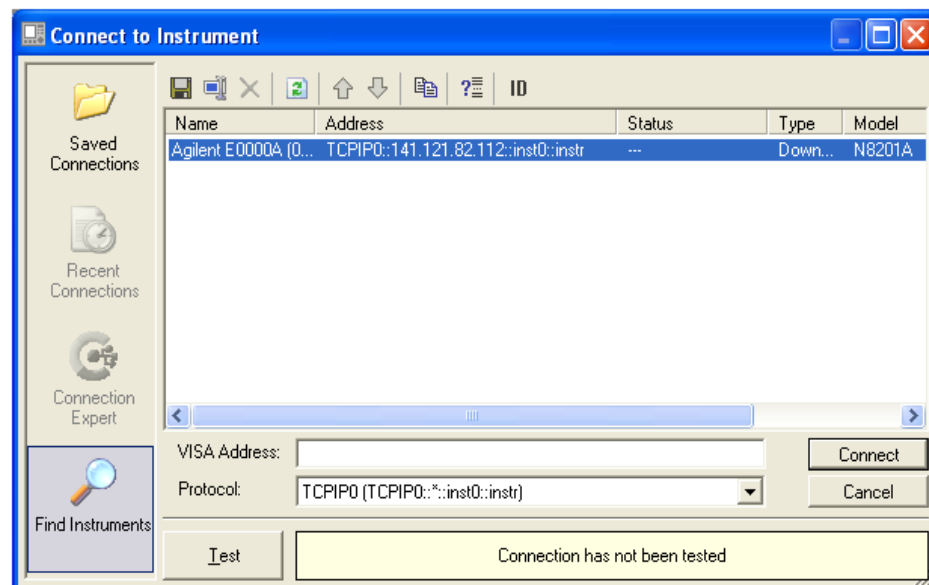 Connect to Instrument
ID
Saved
Connections
Recent
Connections
Connection
Expert
Find Instruments
Name Address Status Type Model
Agilent E0000A (0... TCPIP0::141.121.82.112::inst0::instr --- Down... N8201A
VISA Address:
Connect
Protocol: TCPIP0 (TCPIP0::*::inst0::instr)
Cancel
Test Connection has not been tested